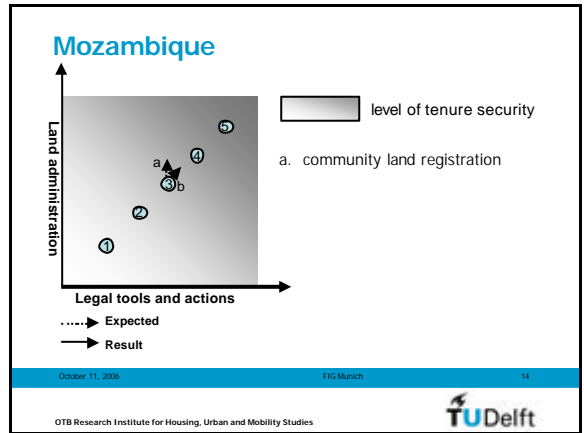 Mozambique
level of tenure security
a. community land registration
Land administration
5
4
a
3
b
2
1
Legal tools and actions
Expected
Result
October 11, 2006 FIG Munich 14
OTB Research Institute for Housing, Urban and Mobility Studies
TUDelft